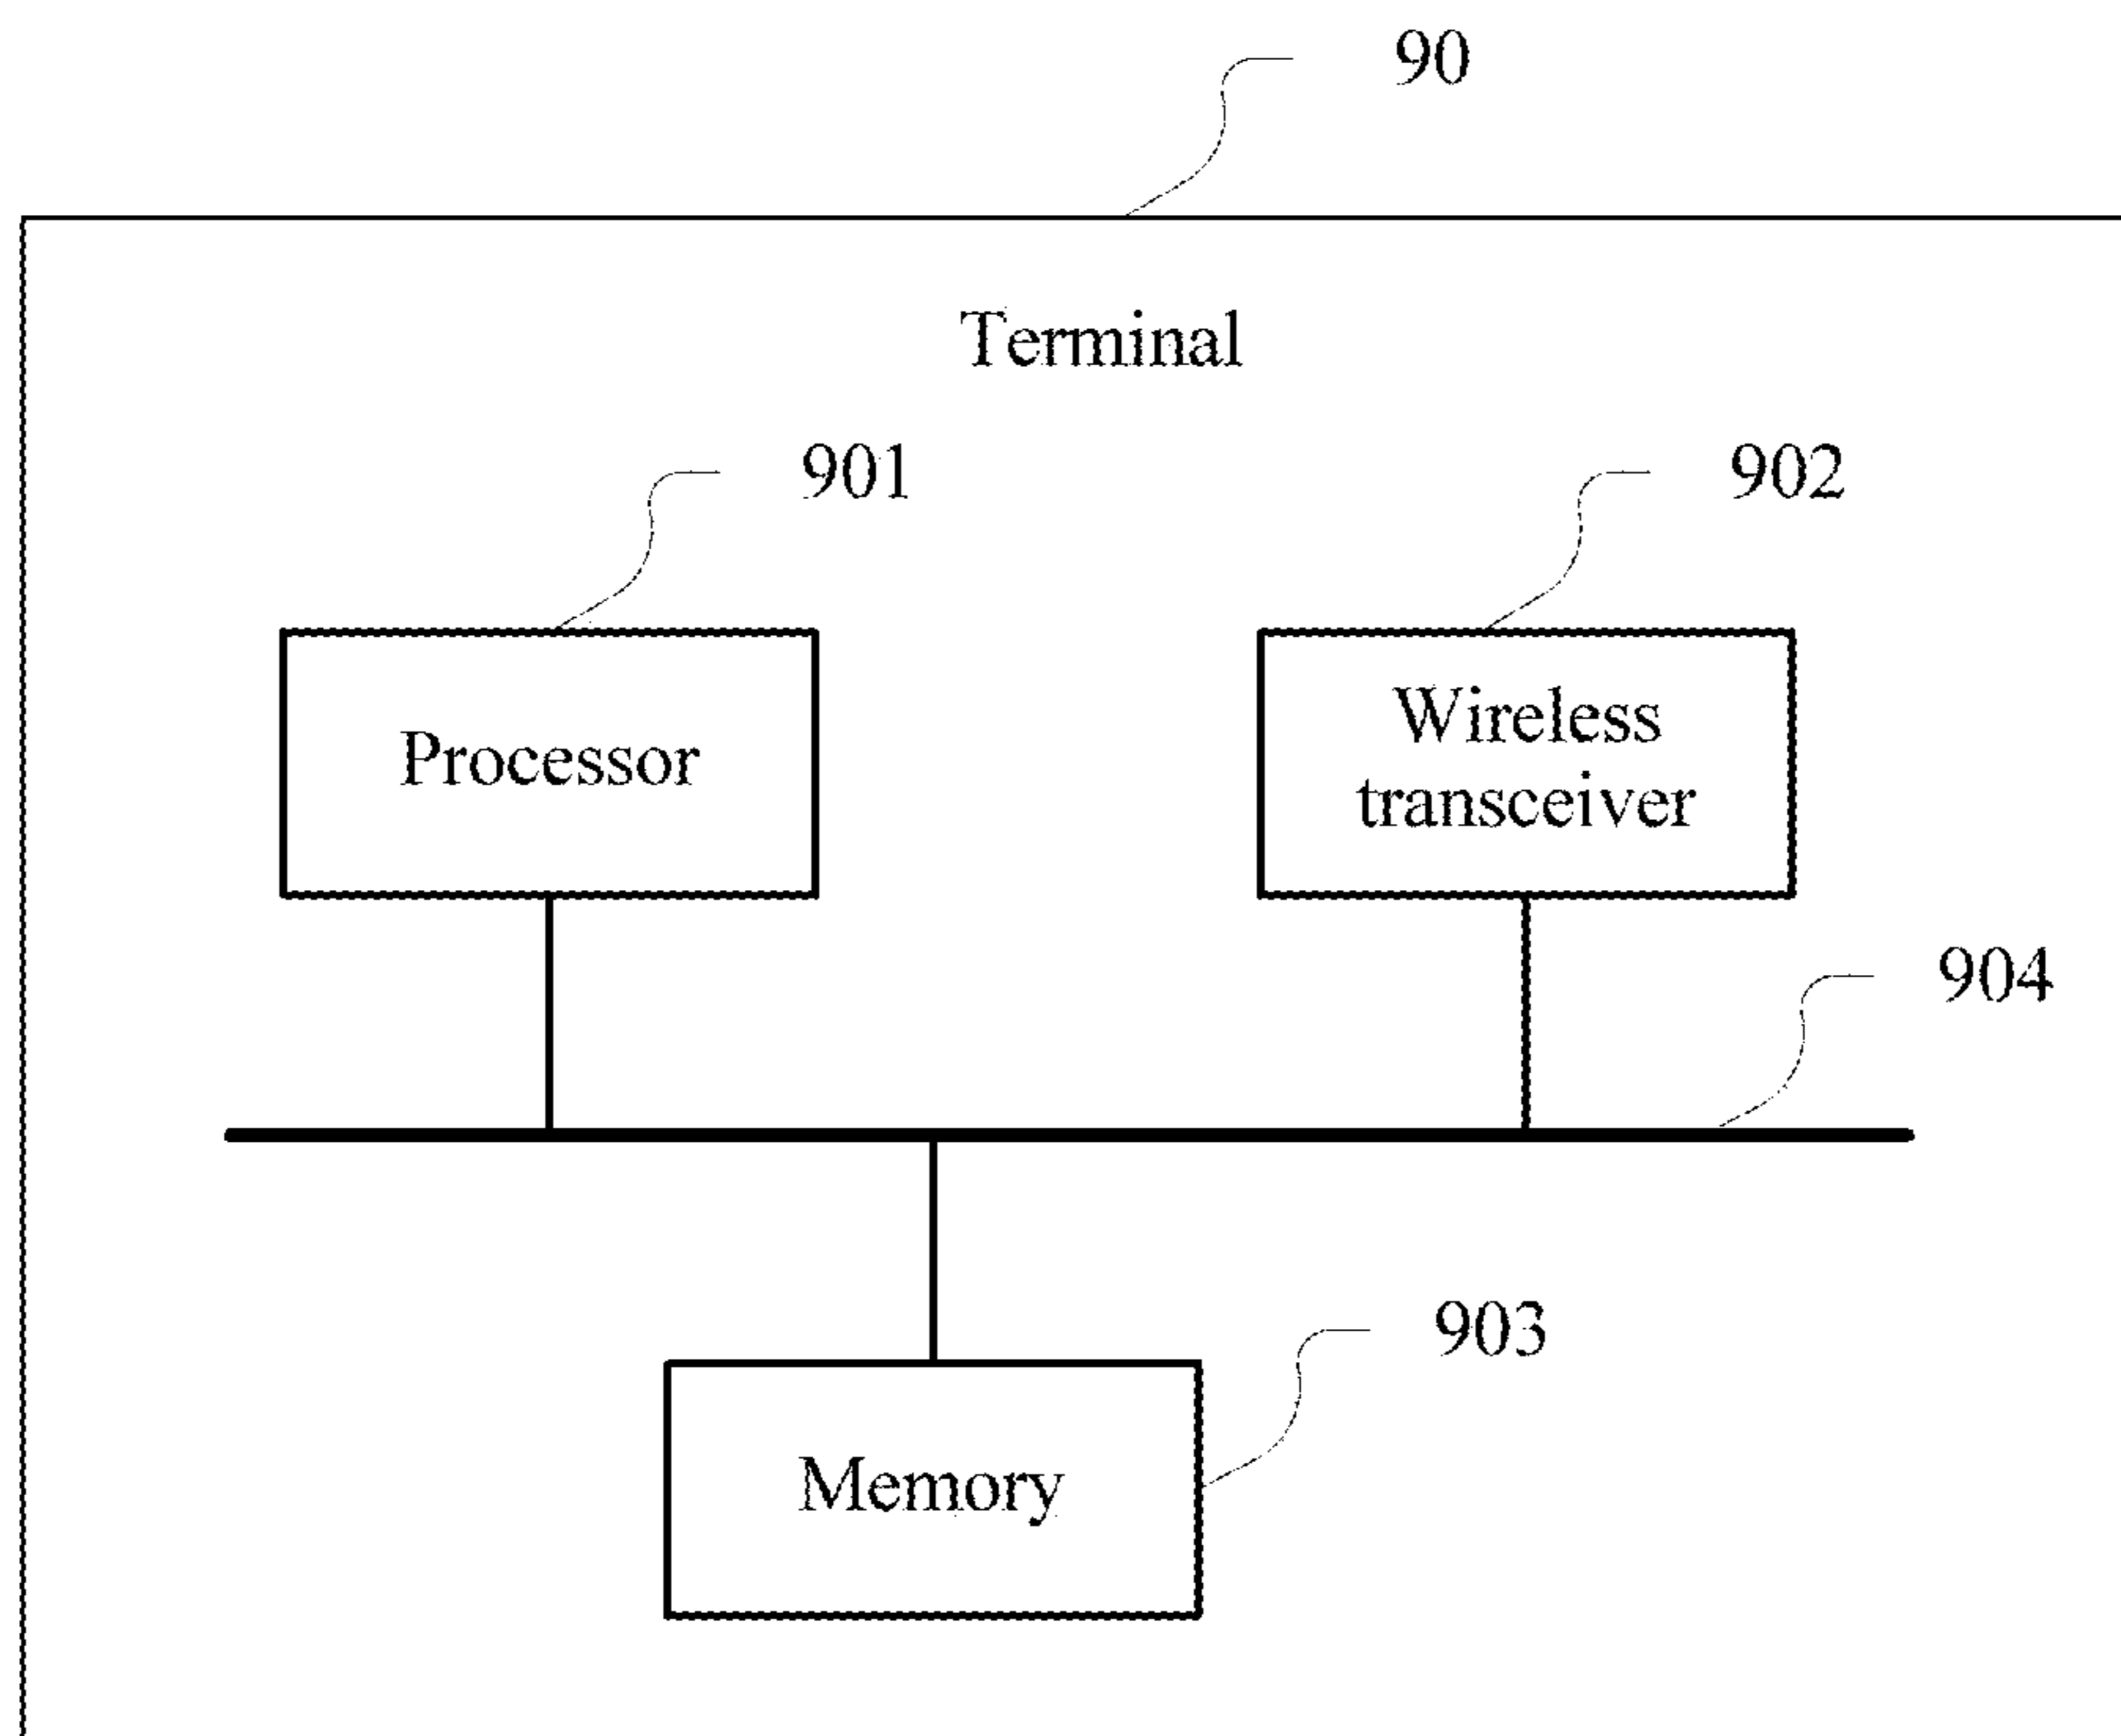 90
Terminal
901
902
Processor
Wireless
transceiver
904
903
Memory